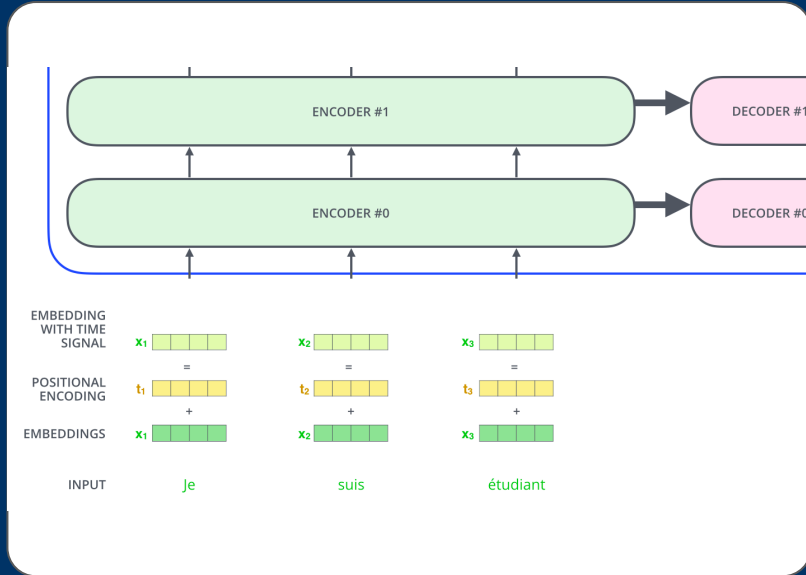 ENCODER #1
DECODER #1
ENCODER #0
DECODER #0
EMBEDDING
WITH TIME
SIGNAL
x₁ x₂ x₃
= = =
POSITIONAL
ENCODING
t₁ t₂ t₃
+ + +
EMBEDDINGS
x₁ x₂ x₃
INPUT
Je suis étudiant